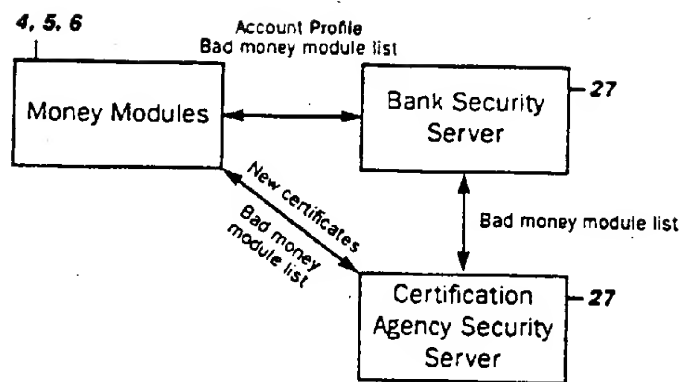 4, 5, 6
Account Profile
Bad money module list
Money Modules
Bank Security
Server
27
New certificates
Bad money
module list
Bad money module list
Certification
Agency Security
Server
27